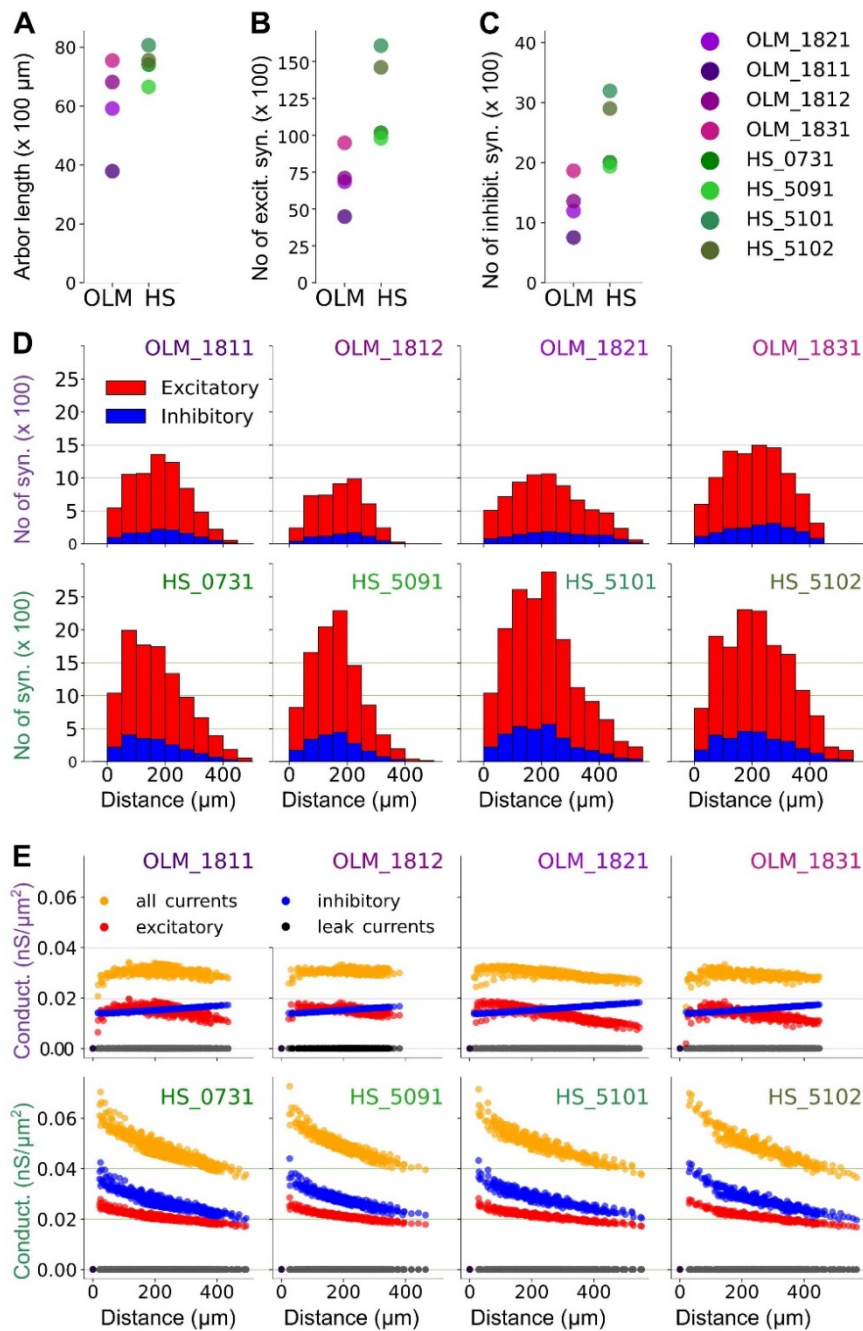 A
B
C
Arbor length (x 100 µm)
80
60
40
20
0
OLM HS
No of excit. syn. (x 100)
150
125
100
75
50
25
0
OLM HS
No of inhibit. syn. (x 100)
40
30
20
10
0
OLM HS
OLM_1821
OLM_1811
OLM_1812
OLM_1831
HS_0731
HS_5091
HS_5101
HS_5102
D
OLM_1811
OLM_1812
OLM_1821
OLM_1831
No of syn. (x 100)
25
20
15
10
5
0
Excitatory
Inhibitory
HS_0731
HS_5091
HS_5101
HS_5102
No of syn. (x 100)
25
20
15
10
5
0
0 200 400
0 200 400
0 200 400
0 200 400
Distance (µm)
Distance (µm)
Distance (µm)
Distance (µm)
E
OLM_1811
OLM_1812
OLM_1821
OLM_1831
Conduct. (nS/µm²)
0.06
0.04
0.02
0.00
all currents
excitatory
inhibitory
leak currents
HS_0731
HS_5091
HS_5101
HS_5102
Conduct. (nS/µm²)
0.06
0.04
0.02
0.00
0 200 400
0 200 400
0 200 400
0 200 400
Distance (µm)
Distance (µm)
Distance (µm)
Distance (µm)